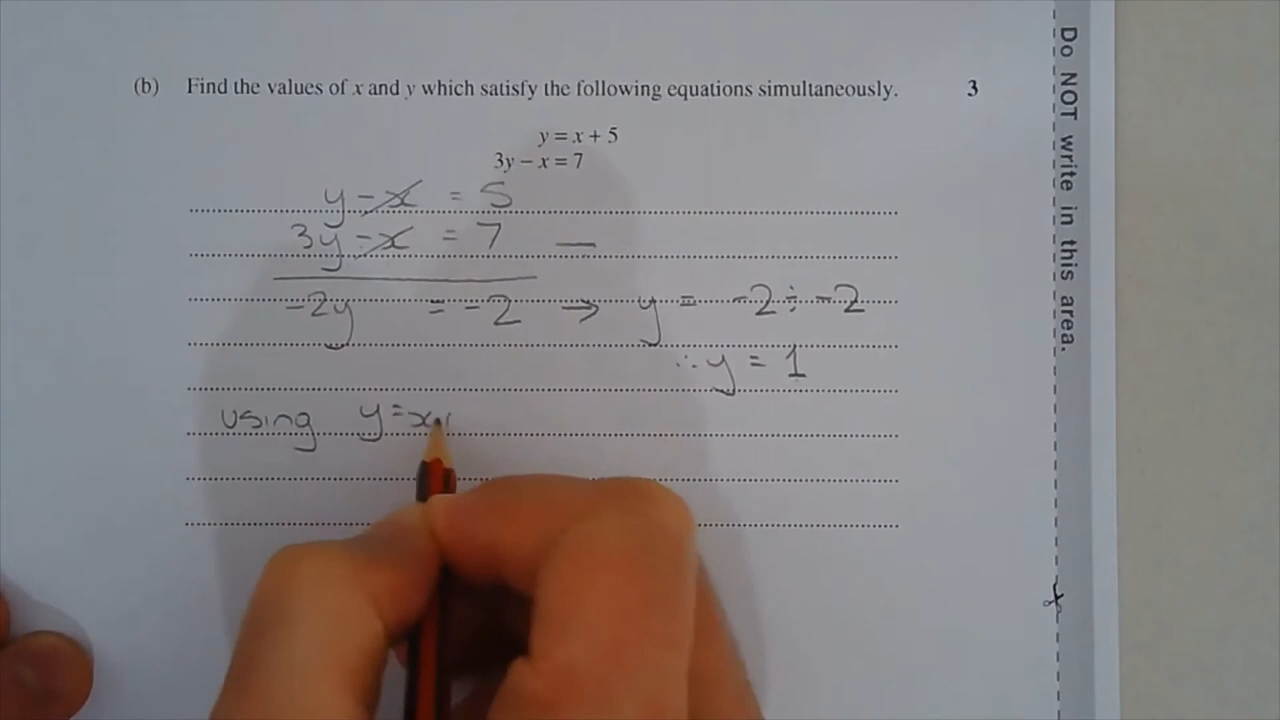 (b) Find the values of x and y which satisfy the following equations simultaneously. 3
y = x + 5
3y − x = 7
y - x = 5
3y - x = 7 —
-2y = -2 → y = -2 ÷ -2
∴ y = 1
using y = x
Do NOT write in this area.